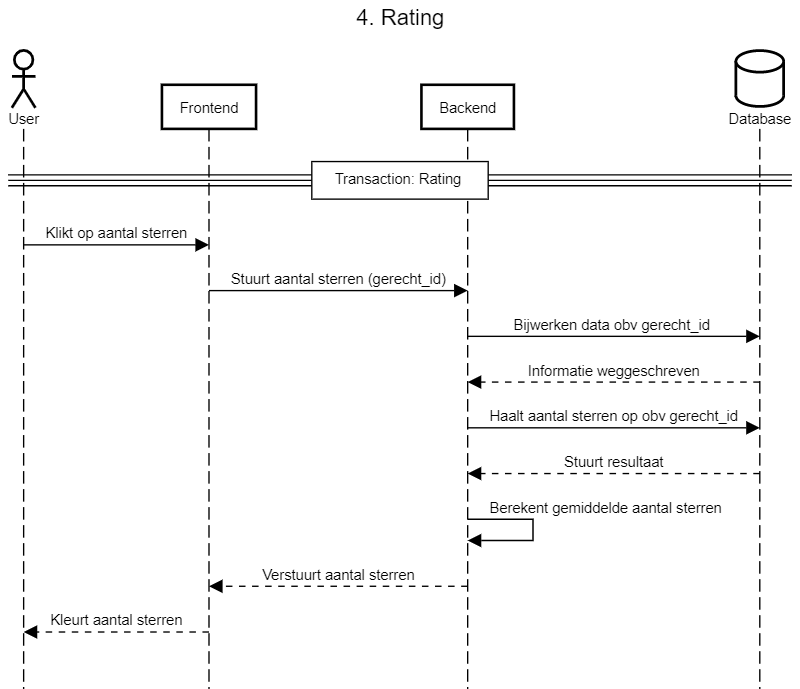 4. Rating
User
Frontend
Backend
Database
Transaction: Rating
Klikt op aantal sterren
Stuurt aantal sterren (gerecht_id)
Bijwerken data obv gerecht_id
Informatie weggeschreven
Haalt aantal sterren op obv gerecht_id
Stuurt resultaat
Berekent gemiddelde aantal sterren
Verstuurt aantal sterren
Kleurt aantal sterren